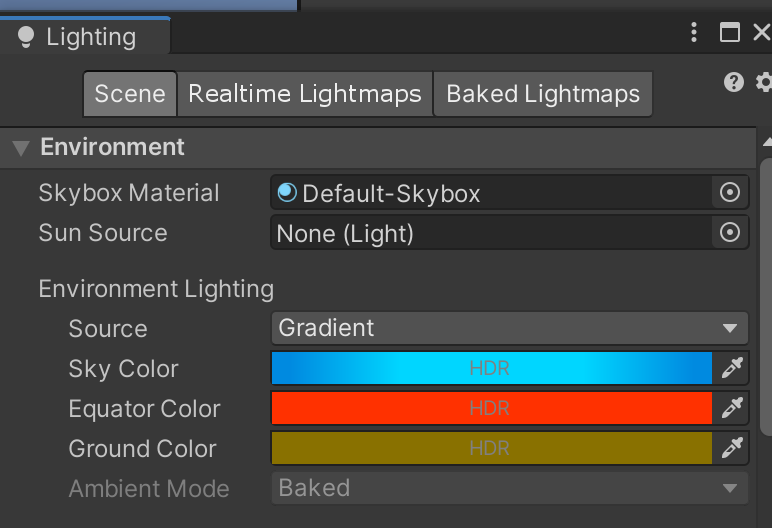 Lighting
Scene Realtime Lightmaps Baked Lightmaps
Environment
Skybox Material Default-Skybox
Sun Source None (Light)
Environment Lighting
Source Gradient
Sky Color HDR
Equator Color HDR
Ground Color HDR
Ambient Mode Baked